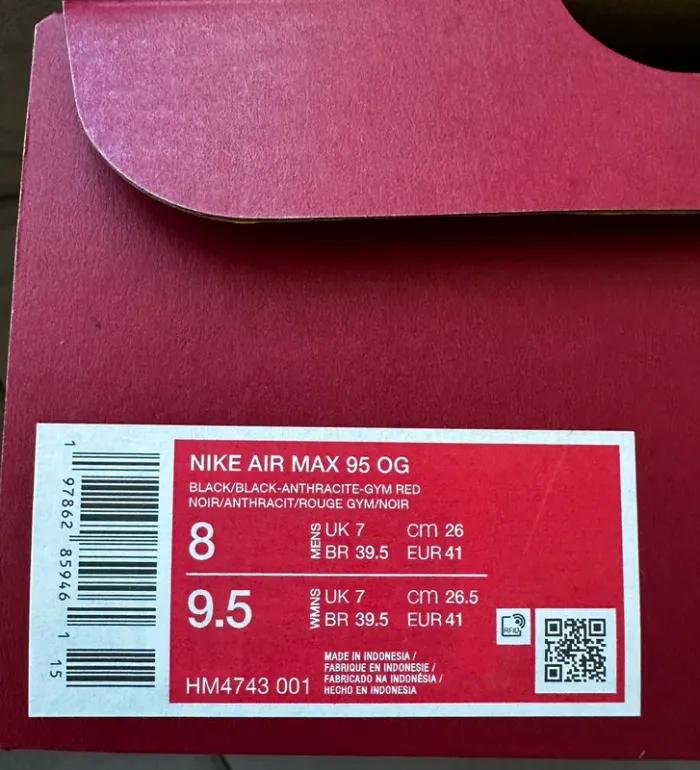 NIKE AIR MAX 95 OG
BLACK/BLACK-ANTHRACITE-GYM RED
NOIR/ANTHRACIT/ROUGE GYM/NOIR
8 MENS UK 7 cm 26
BR 39.5 EUR 41
9.5 WMNS UK 7 cm 26.5
BR 39.5 EUR 41
RFID
MADE IN INDONESIA /
FABRIQUE EN INDONESIE /
FABRICADO NA INDONÉSIA /
HECHO EN INDONESIA
HM4743 001
1 97862 85946 1 15